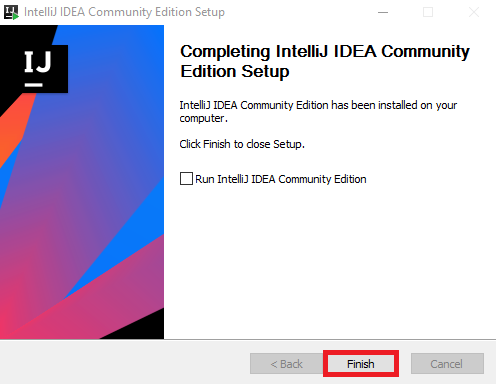 IntelliJ IDEA Community Edition Setup
IJ
Completing IntelliJ IDEA Community
Edition Setup
IntelliJ IDEA Community Edition has been installed on your
computer.
Click Finish to close Setup.
Run IntelliJ IDEA Community Edition
< Back
Finish
Cancel